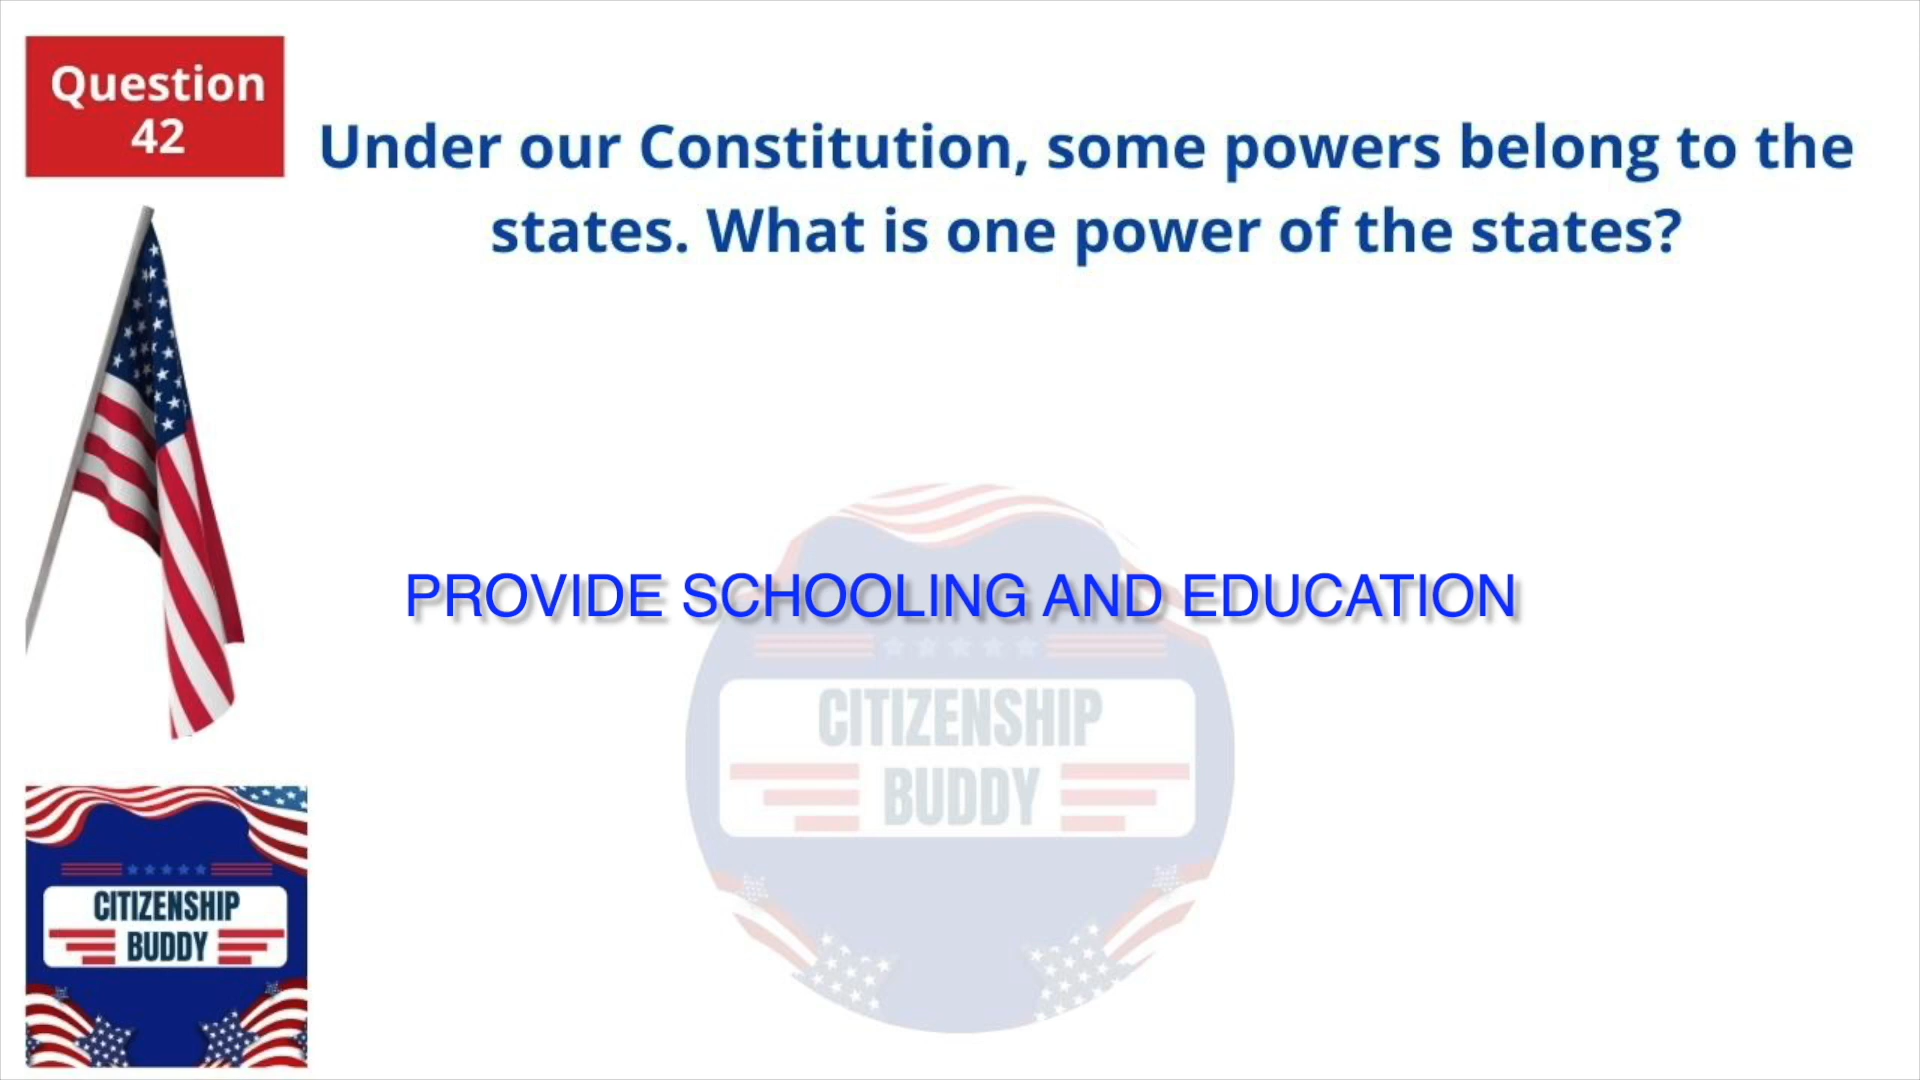 Question
42
Under our Constitution, some powers belong to the
states. What is one power of the states?
PROVIDE SCHOOLING AND EDUCATION
CITIZENSHIP
BUDDY
CITIZENSHIP
BUDDY